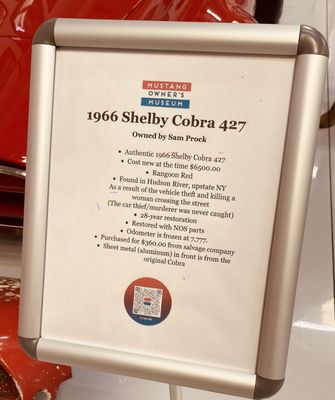 MUSTANG
OWNER'S
MUSEUM
1966 Shelby Cobra 427
Owned by Sam Prock
• Authentic 1966 Shelby Cobra 427
• Cost new at the time $6500.00
• Rangoon Red
• Found in Hudson River, upstate NY
As a result of the vehicle theft and killing a
woman crossing the street
(The car thief/murderer was never caught)
• 28-year restoration
• Restored with NOS parts
• Odometer is frozen at 7,777.
• Purchased for $360.00 from salvage company
• Sheet metal (aluminum) in front is from the
original Cobra